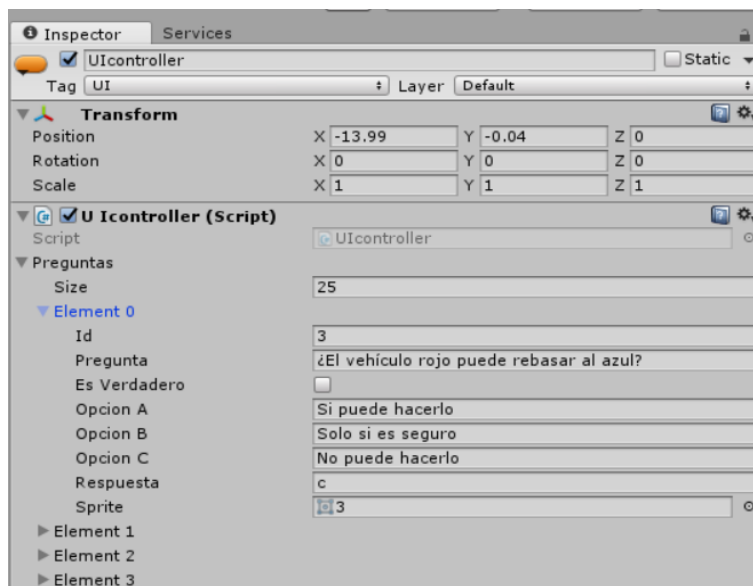 Inspector Services
UIcontroller Static
Tag UI Layer Default
Transform
Position X -13.99 Y -0.04 Z 0
Rotation X 0 Y 0 Z 0
Scale X 1 Y 1 Z 1
U Icontroller (Script)
Script UIcontroller
Preguntas
Size 25
Element 0
Id 3
Pregunta ¿El vehículo rojo puede rebasar al azul?
Es Verdadero
Opcion A Si puede hacerlo
Opcion B Solo si es seguro
Opcion C No puede hacerlo
Respuesta c
Sprite 3
Element 1
Element 2
Element 3